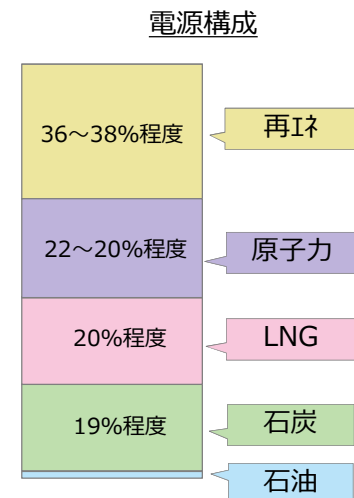 電源構成
36～38%程度
再ｴﾈ
22～20%程度
原子力
20%程度
LNG
19%程度
石炭
石油